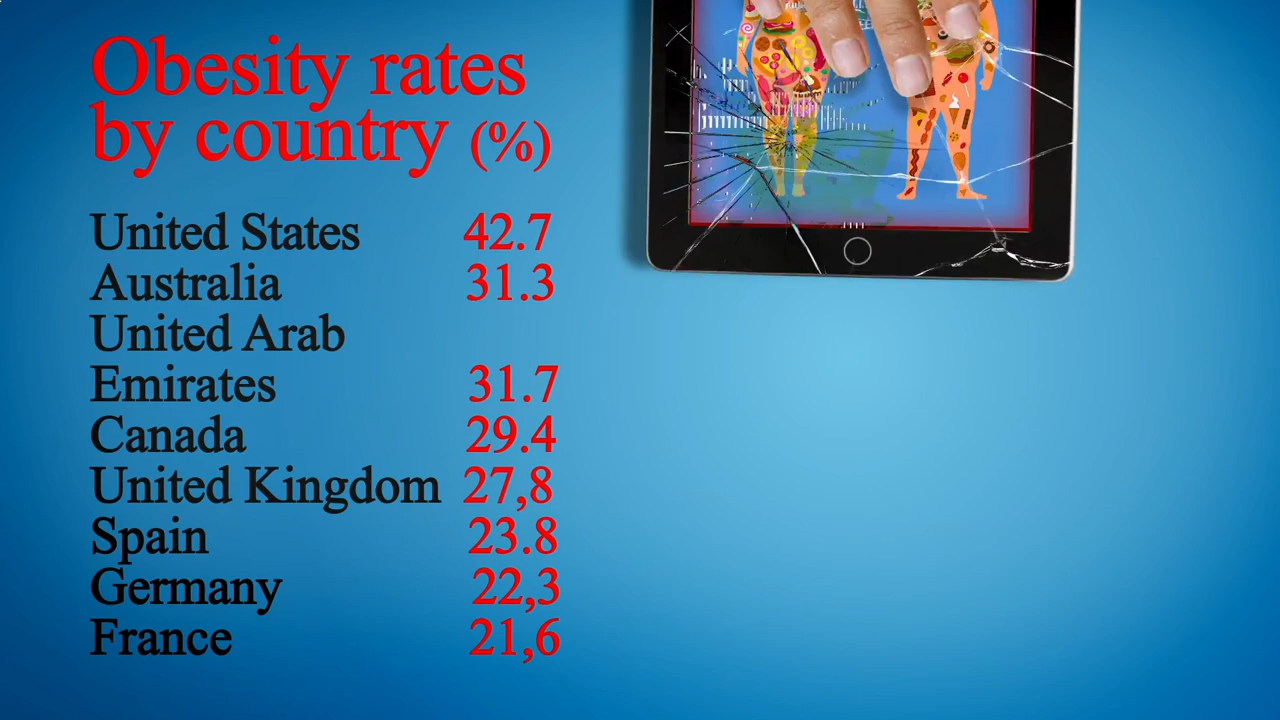 Obesity rates
by country (%)
United States 42.7
Australia 31.3
United Arab
Emirates 31.7
Canada 29.4
United Kingdom 27,8
Spain 23.8
Germany 22,3
France 21,6